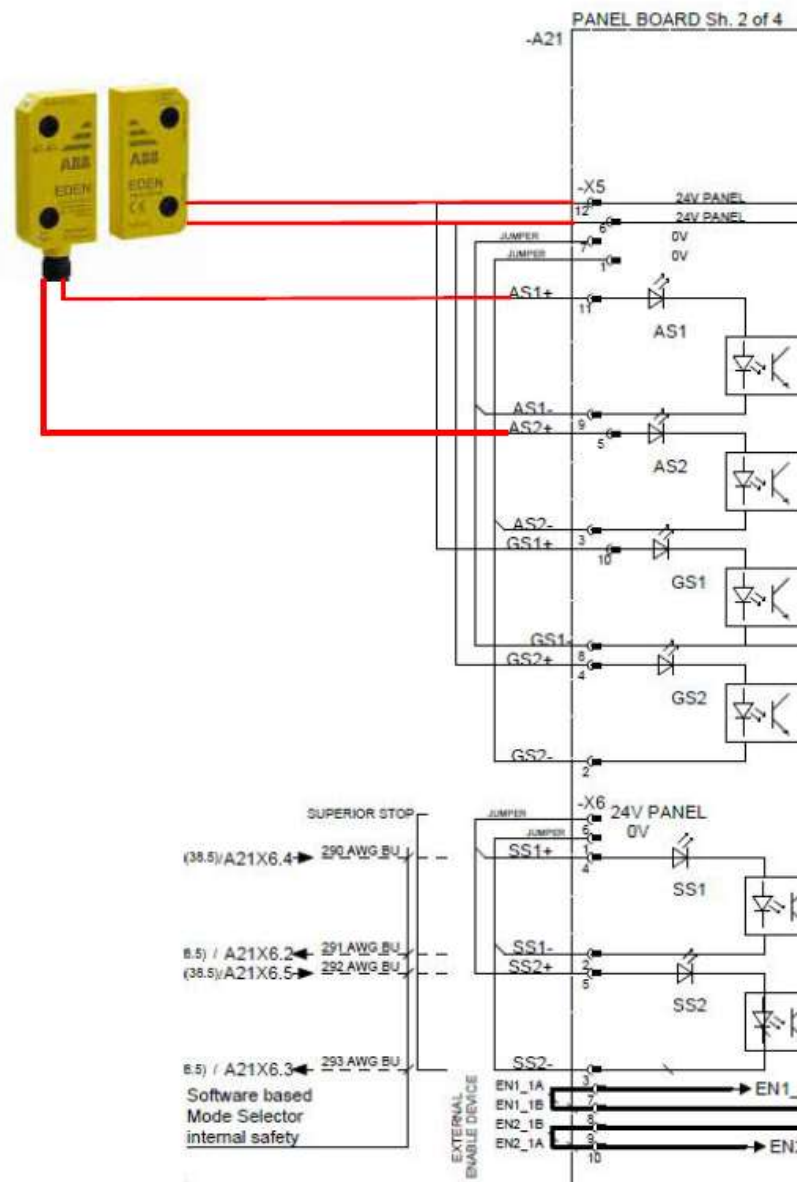 PANEL BOARD Sh. 2 of 4
-A21
ABB
EDEN
ABB
EDEN
CE
-X5
12
24V PANEL
6
24V PANEL
JUMPER
7
0V
JUMPER
1
0V
AS1+
11
AS1
AS1-
9
AS2+
5
AS2
AS2-
3
GS1+
10
GS1
GS1-
8
GS2+
4
GS2
GS2-
2
-X6
24V PANEL
SUPERIOR STOP
JUMPER
6
0V
JUMPER
1
(38.5)/A21X6.4
290 AWG BU
SS1+
4
SS1
6.5) / A21X6.2
291 AWG BU
SS1-
2
(38.5)/A21X6.5
292 AWG BU
SS2+
5
SS2
6.5) / A21X6.3
293 AWG BU
SS2-
3
Software based
Mode Selector
internal safety
EXTERNAL
ENABLE DEVICE
EN1_1A
EN1_
EN1_1B
7
EN2_1B
8
EN2_1A
9
EN2
10